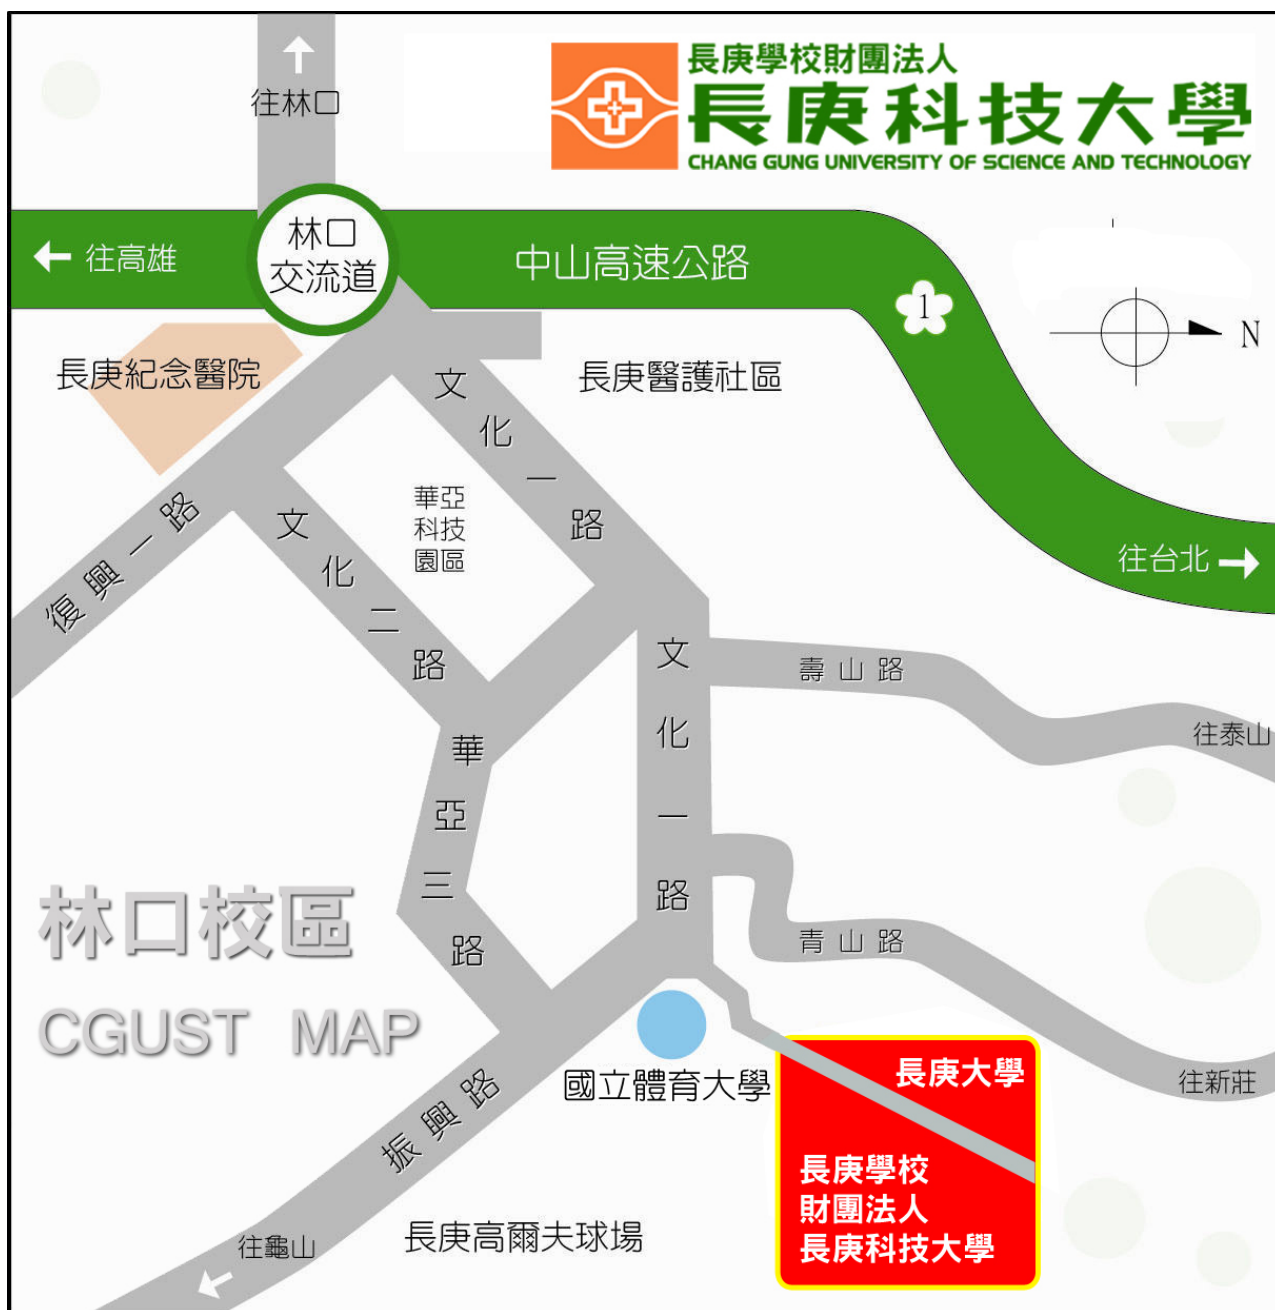 長庚學校財團法人
長庚科技大學
CHANG GUNG UNIVERSITY OF SCIENCE AND TECHNOLOGY
往林口
林口
交流道
往高雄
中山高速公路
1
N
長庚紀念醫院
長庚醫護社區
文化一路
華亞
科技
園區
復興一路
文化二路
往台北
文化一路
壽山路
往泰山
華亞三路
林口校區
CGUST MAP
青山路
國立體育大學
長庚大學
往新莊
振興路
長庚學校
財團法人
長庚科技大學
往龜山
長庚高爾夫球場